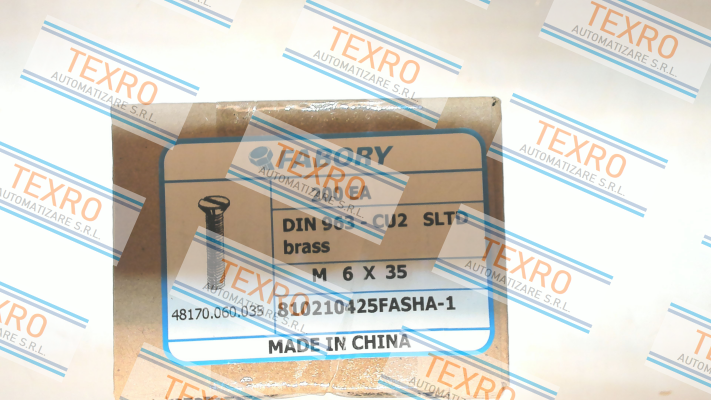 FABORY
200 EA
DIN 963 - CU2 SLTD
brass
M 6 X 35
48170.060.035
810210425FASHA-1
MADE IN CHINA
TEXRO
AUTOMATIZARE S.R.L.